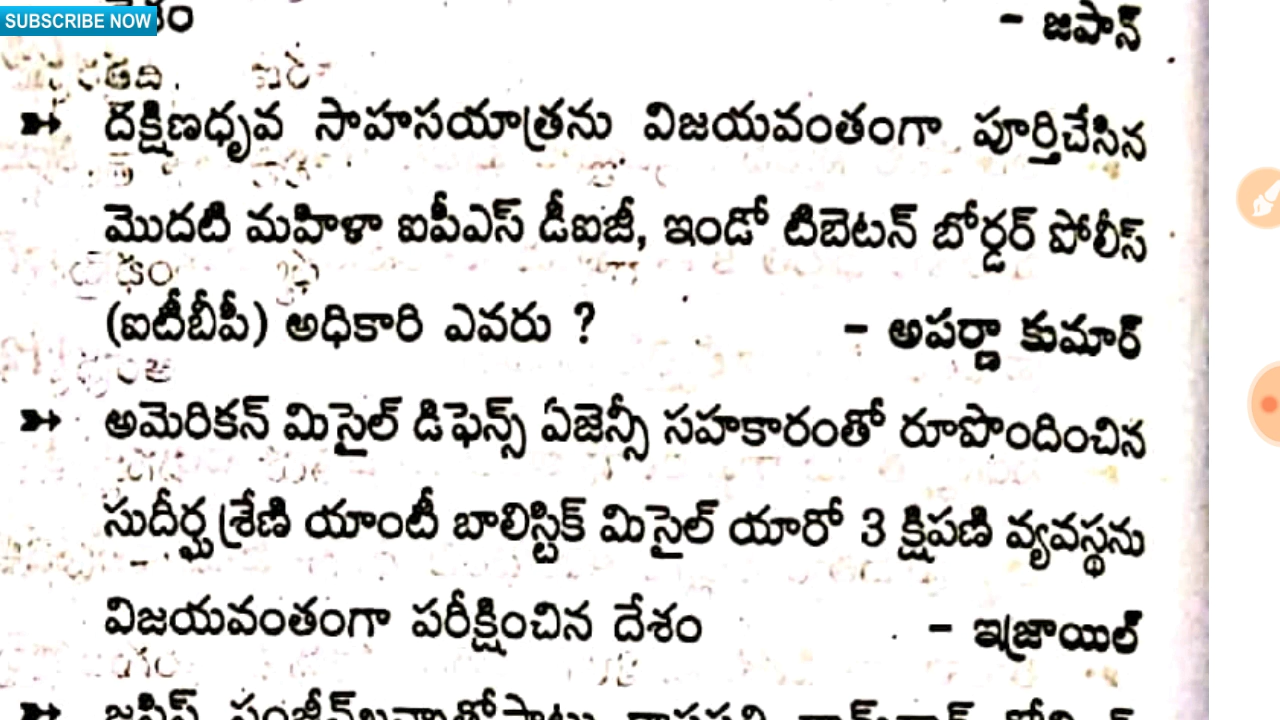 SUBSCRIBE NOW
- జపాన్
➳ దక్షిణధృవ సాహసయాత్రను విజయవంతంగా పూర్తిచేసిన
మొదటి మహిళా ఐపీఎస్ డీఐజీ, ఇండో టిబెటన్ బోర్డర్ పోలీస్
(ఐటీబీపీ) అధికారి ఎవరు ? - అపర్ణా కుమార్
➳ అమెరికన్ మిసైల్ డిఫెన్స్ ఏజెన్సీ సహకారంతో రూపొందించిన
సుదీర్ఘ శ్రేణి యాంటీ బాలిస్టిక్ మిసైల్ యారో 3 క్షిపణి వ్యవస్థను
విజయవంతంగా పరీక్షించిన దేశం - ఇజ్రాయిల్